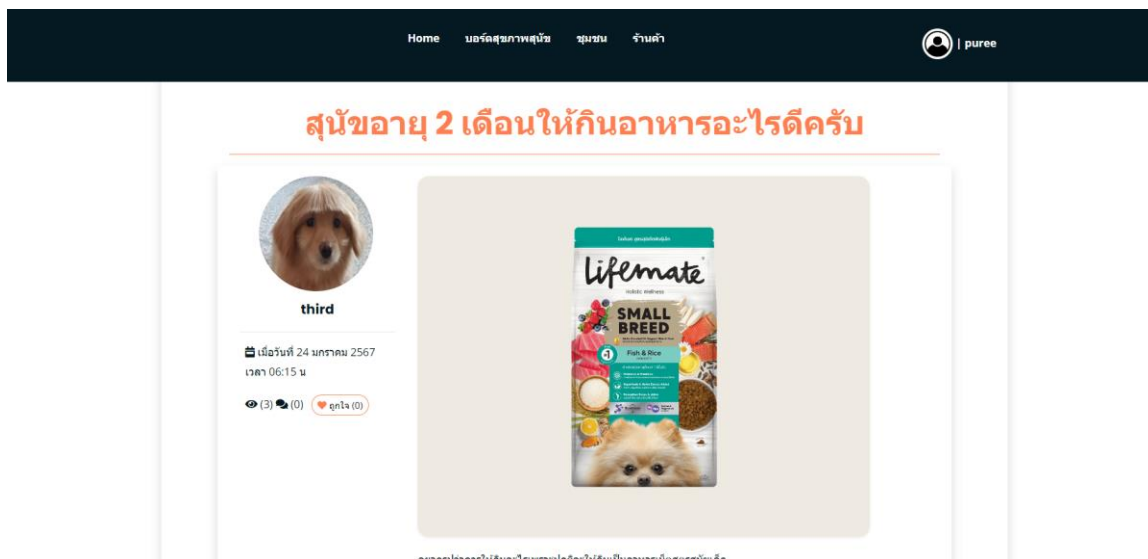 Home บอร์ดสุขภาพสุนัข ชุมชน ร้านค้า | puree
สุนัขอายุ 2 เดือนให้กินอาหารอะไรดีครับ
third
เมื่อวันที่ 24 มกราคม 2567
เวลา 06:15 น
(3) (0) ถูกใจ (0)
Lifemate
Holistic Wellness
SMALL
BREED
Fish & Rice